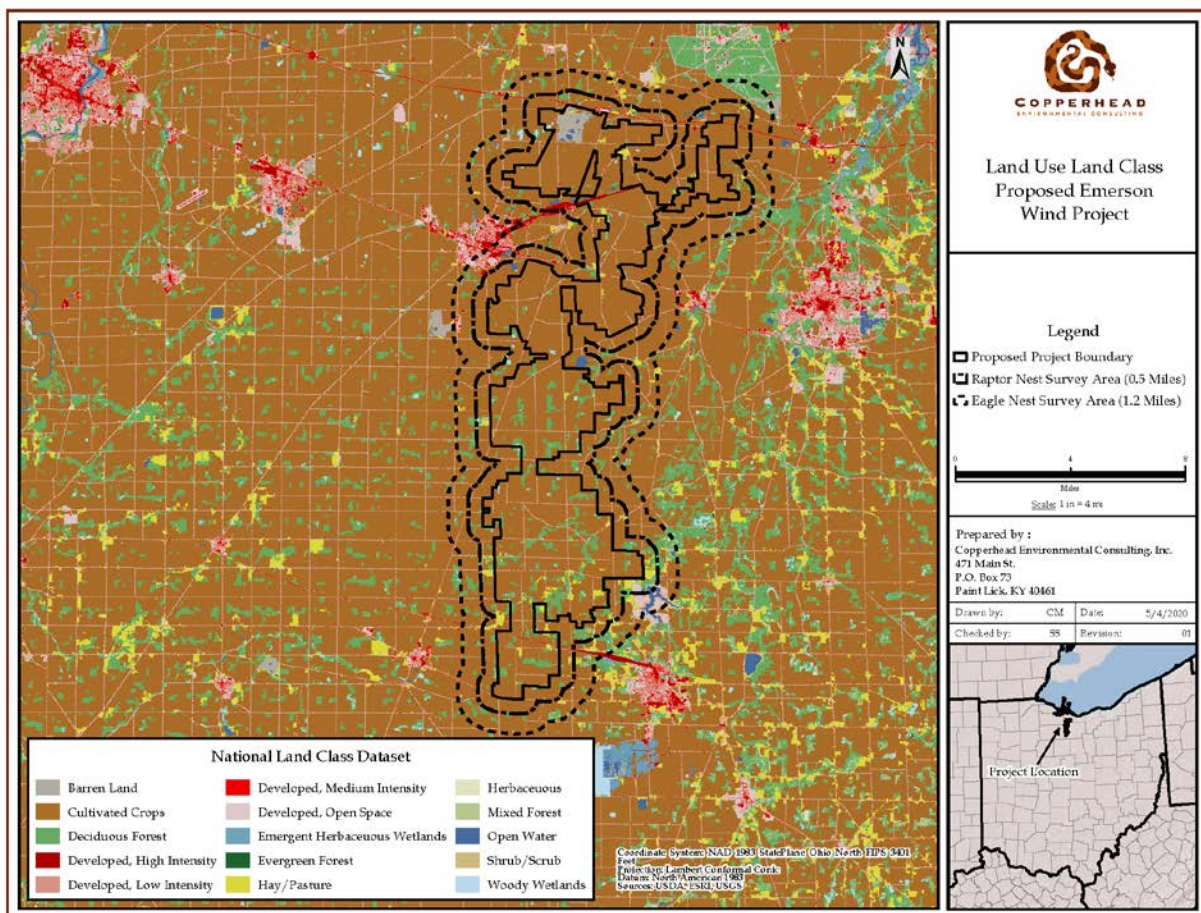 N
COPPERHEAD
ENVIRONMENTAL CONSULTING
Land Use Land Class
Proposed Emerson
Wind Project
Legend
Proposed Project Boundary
Raptor Nest Survey Area (0.5 Miles)
Eagle Nest Survey Area (1.2 Miles)
0 4 8
Miles
Scale: 1 in = 4 mi
Prepared by :
Copperhead Environmental Consulting, Inc.
471 Main St.
P.O. Box 73
Paint Lick, KY 40461
Drawn by: CM Date: 5/4/2020
Checked by: SS Revision: 01
Project Location
National Land Class Dataset
Barren Land Developed, Medium Intensity Herbaceous
Cultivated Crops Developed, Open Space Mixed Forest
Deciduous Forest Emergent Herbaceous Wetlands Open Water
Developed, High Intensity Evergreen Forest Shrub/Scrub
Developed, Low Intensity Hay/Pasture Woody Wetlands
Coordinate System: NAD 1983 StatePlane Ohio North FIPS 3401
Feet
Projection: Lambert Conformal Conic
Datum: North American 1983
Sources: USDA, ESRI, USGS